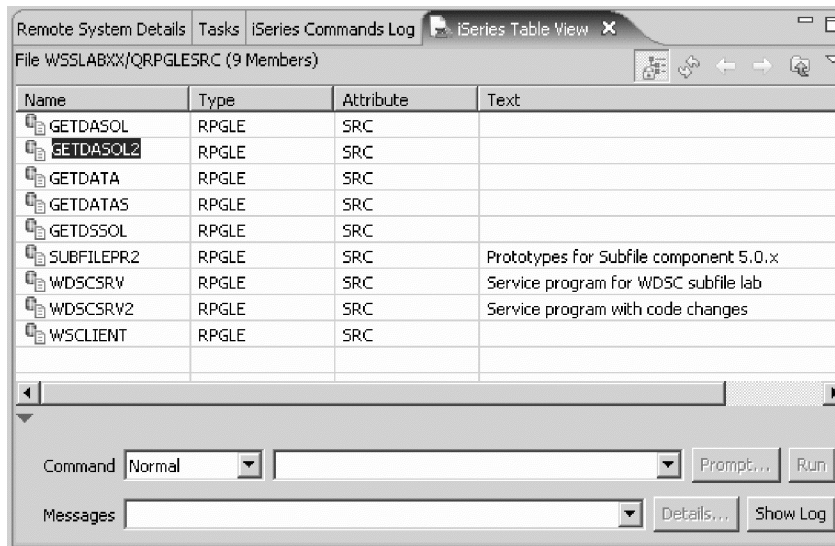 Remote System Details Tasks iSeries Commands Log iSeries Table View
File WSSLABXX/QRPGLESRC (9 Members)
Name Type Attribute Text
GETDASOL RPGLE SRC
GETDASOL2 RPGLE SRC
GETDATA RPGLE SRC
GETDATAS RPGLE SRC
GETDSSOL RPGLE SRC
SUBFILEPR2 RPGLE SRC Prototypes for Subfile component 5.0.x
WDSCSRV RPGLE SRC Service program for WDSC subfile lab
WDSCSRV2 RPGLE SRC Service program with code changes
WSCLIENT RPGLE SRC
Command Normal Prompt... Run
Messages Details... Show Log